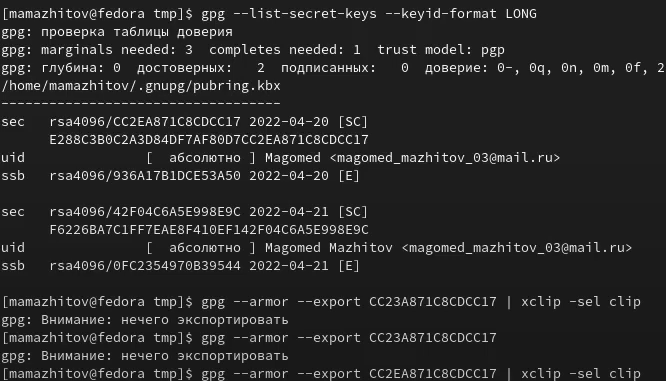 [mamazhitov@fedora tmp]$ gpg --list-secret-keys --keyid-format LONG
gpg: проверка таблицы доверия
gpg: marginals needed: 3  completes needed: 1  trust model: pgp
gpg: глубина: 0  достоверных:   2  подписанных:   0  доверие: 0-, 0q, 0n, 0m, 0f, 2
/home/mamazhitov/.gnupg/pubring.kbx
-----------------------------------
sec   rsa4096/CC2EA871C8CDCC17 2022-04-20 [SC]
      E288C3B0C2A3D84DF7AF80D7CC2EA871C8CDCC17
uid                 [  абсолютно ] Magomed <magomed_mazhitov_03@mail.ru>
ssb   rsa4096/936A17B1DCE53A50 2022-04-20 [E]

sec   rsa4096/42F04C6A5E998E9C 2022-04-21 [SC]
      F6226BA7C1FF7EAE8F410EF142F04C6A5E998E9C
uid                 [  абсолютно ] Magomed Mazhitov <magomed_mazhitov_03@mail.ru>
ssb   rsa4096/0FC2354970B39544 2022-04-21 [E]

[mamazhitov@fedora tmp]$ gpg --armor --export CC23A871C8CDCC17 | xclip -sel clip
gpg: Внимание: нечего экспортировать
[mamazhitov@fedora tmp]$ gpg --armor --export CC23A871C8CDCC17
gpg: Внимание: нечего экспортировать
[mamazhitov@fedora tmp]$ gpg --armor --export CC2EA871C8CDCC17 | xclip -sel clip